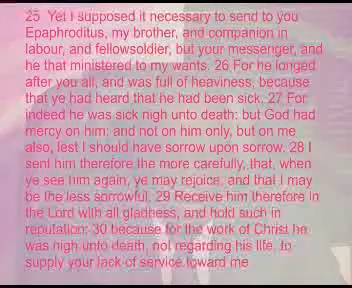 25 Yet I supposed it necessary to send to you
Epaphroditus, my brother, and companion in
labour, and fellowsoldier, but your messenger, and
he that ministered to my wants. 26 For he longed
after you all, and was full of heaviness, because
that ye had heard that he had been sick. 27 For
indeed he was sick nigh unto death: but God had
mercy on him; and not on him only, but on me
also, lest I should have sorrow upon sorrow. 28 I
sent him therefore the more carefully, that, when
ye see him again, ye may rejoice, and that I may
be the less sorrowful. 29 Receive him therefore in
the Lord with all gladness; and hold such in
reputation: 30 because for the work of Christ he
was nigh unto death, not regarding his life, to
supply your lack of service toward me